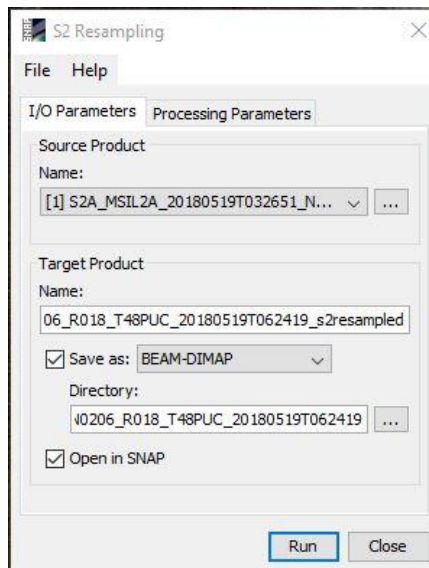 S2 Resampling
File Help
I/O Parameters Processing Parameters
Source Product
Name:
[1] S2A_MSIL2A_20180519T032651_N... ...
Target Product
Name:
06_R018_T48PUC_20180519T062419_s2resampled
Save as: BEAM-DIMAP
Directory:
N0206_R018_T48PUC_20180519T062419 ...
Open in SNAP
Run Close